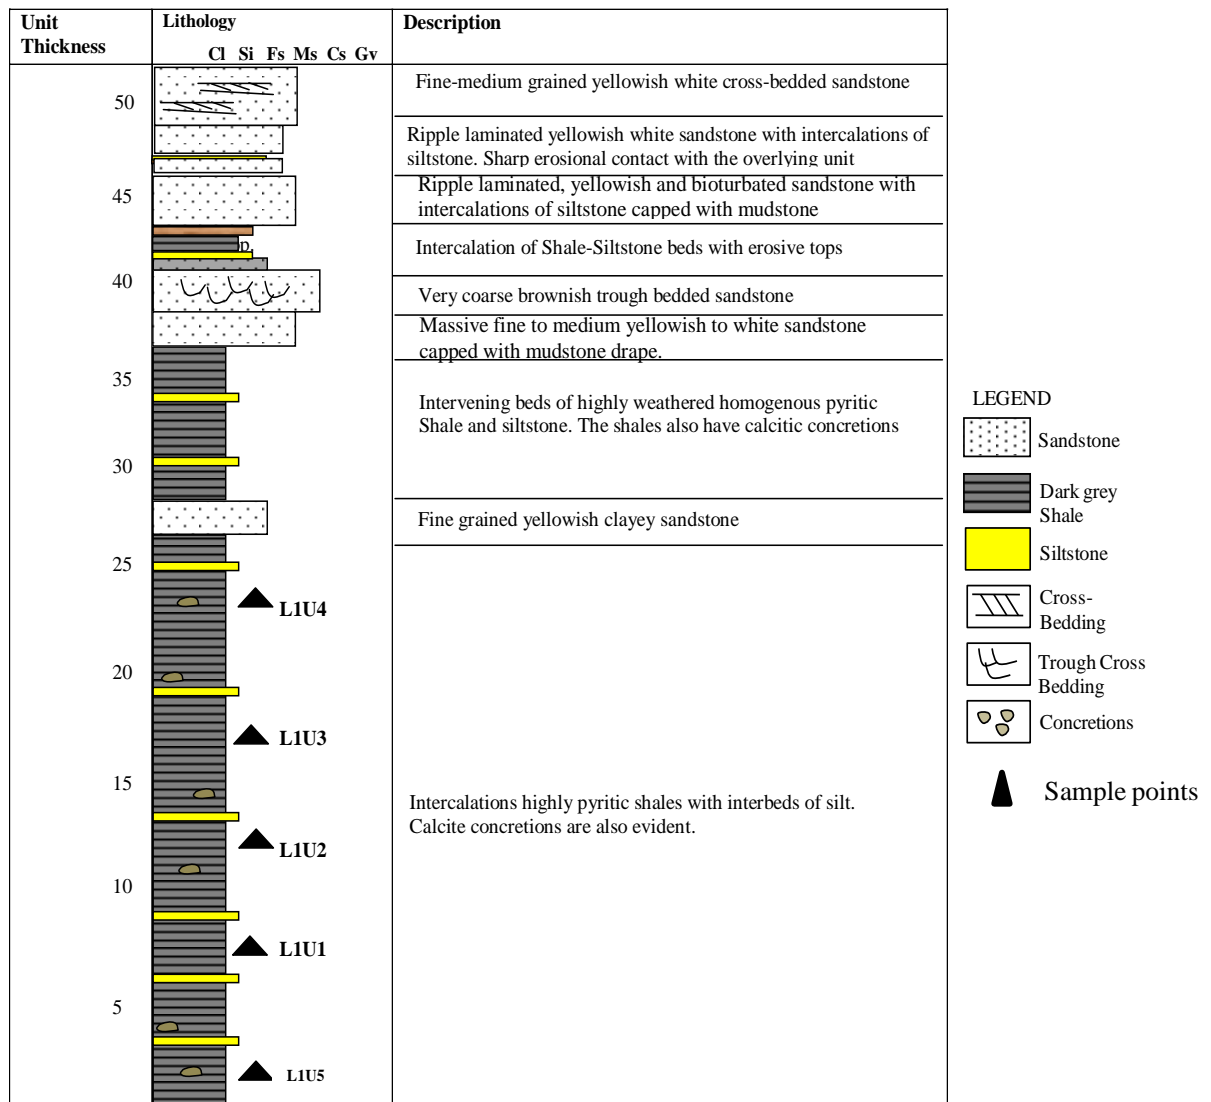 Unit
Thickness
Lithology
Cl Si Fs Ms Cs Gv
Description
50
Fine-medium grained yellowish white cross-bedded sandstone
Ripple laminated yellowish white sandstone with intercalations of
siltstone. Sharp erosional contact with the overlying unit
45
Ripple laminated, yellowish and bioturbated sandstone with
intercalations of siltstone capped with mudstone
p.
Intercalation of Shale-Siltstone beds with erosive tops
40
Very coarse brownish trough bedded sandstone
Massive fine to medium yellowish to white sandstone
capped with mudstone drape.
35
Intervening beds of highly weathered homogenous pyritic
Shale and siltstone. The shales also have calcitic concretions
30
Fine grained yellowish clayey sandstone
25
L1U4
20
L1U3
15
Intercalations highly pyritic shales with interbeds of silt.
Calcite concretions are also evident.
L1U2
10
L1U1
5
L1U5
LEGEND
Sandstone
Dark grey
Shale
Siltstone
Cross-
Bedding
Trough Cross
Bedding
Concretions
Sample points